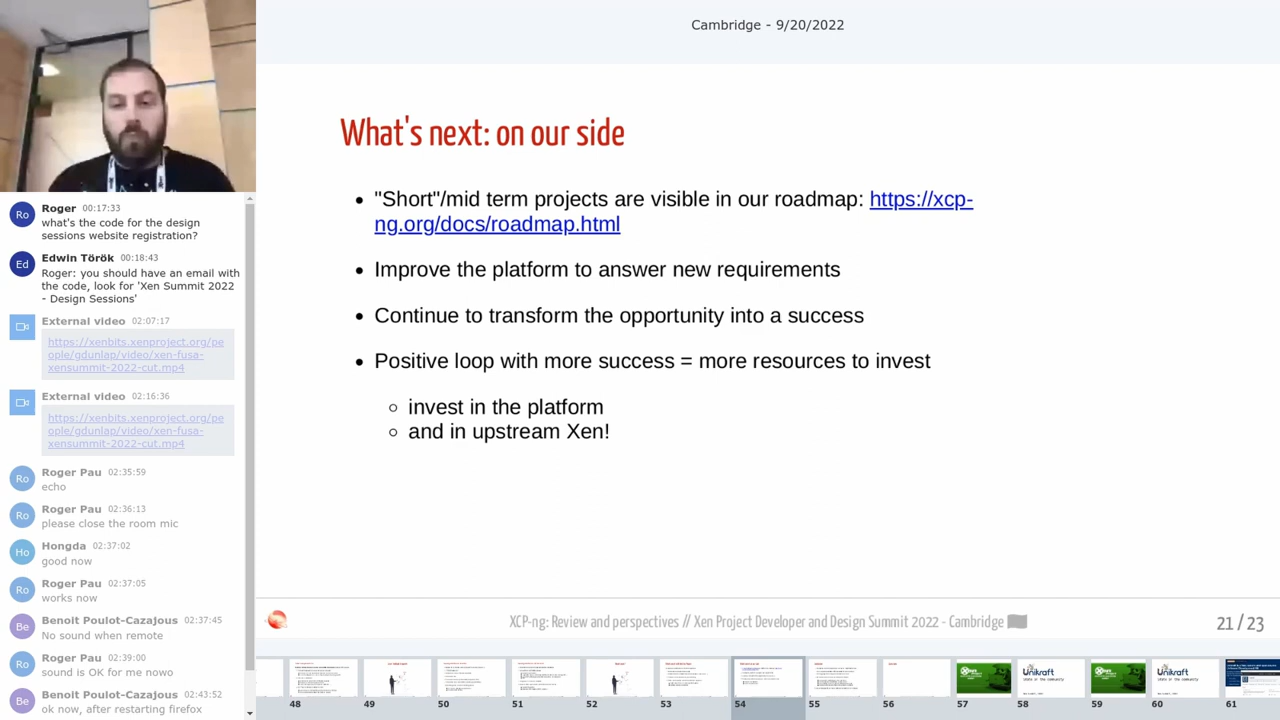 Cambridge - 9/20/2022
What's next: on our side
• "Short"/mid term projects are visible in our roadmap: https://xcp-
ng.org/docs/roadmap.html
• Improve the platform to answer new requirements
• Continue to transform the opportunity into a success
• Positive loop with more success = more resources to invest
○ invest in the platform
○ and in upstream Xen!
XCP-ng: Review and perspectives // Xen Project Developer and Design Summit 2022 - Cambridge
21 / 23
Ro
Roger 00:17:33
what's the code for the design
sessions website registration?
Ed
Edwin Török 00:18:43
Roger: you should have an email with
the code, look for 'Xen Summit 2022
- Design Sessions'
External video 02:07:17
https://xenbits.xenproject.org/pe
ople/gdunlap/video/xen-fusa-
xensummit-2022-cut.mp4
External video 02:16:36
https://xenbits.xenproject.org/pe
ople/gdunlap/video/xen-fusa-
xensummit-2022-cut.mp4
Ro
Roger Pau 02:35:59
echo
Ro
Roger Pau 02:36:13
please close the room mic
Ho
Hongda 02:37:02
good now
Ro
Roger Pau 02:37:05
works now
Be
Benoit Poulot-Cazajous 02:37:45
No sound when remote
Ro
Roger Pau 02:39:00
sound is OK for me nowo
Be
Benoit Poulot-Cazajous 02:43:52
ok now, after restarting firefox
Unikraft
Unikraft
48 49 50 51 52 53 54 55 56 57 58 59 60 61